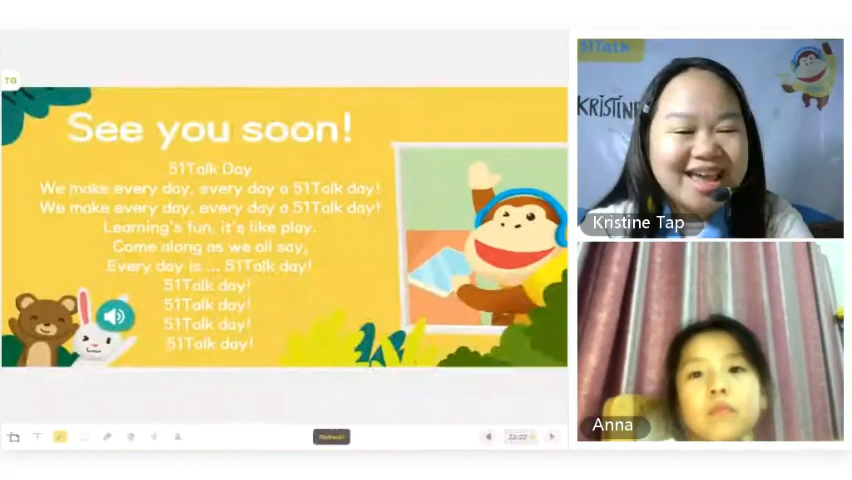 TG
See you soon!
51Talk Day
We make every day, every day a 51Talk day!
We make every day, every day a 51Talk day!
Learning's fun, it's like play.
Come along as we all say,
Every day is ... 51Talk day!
51Talk day!
51Talk day!
51Talk day!
51Talk day!
51Talk
KRISTINE
Kristine Tap
Anna